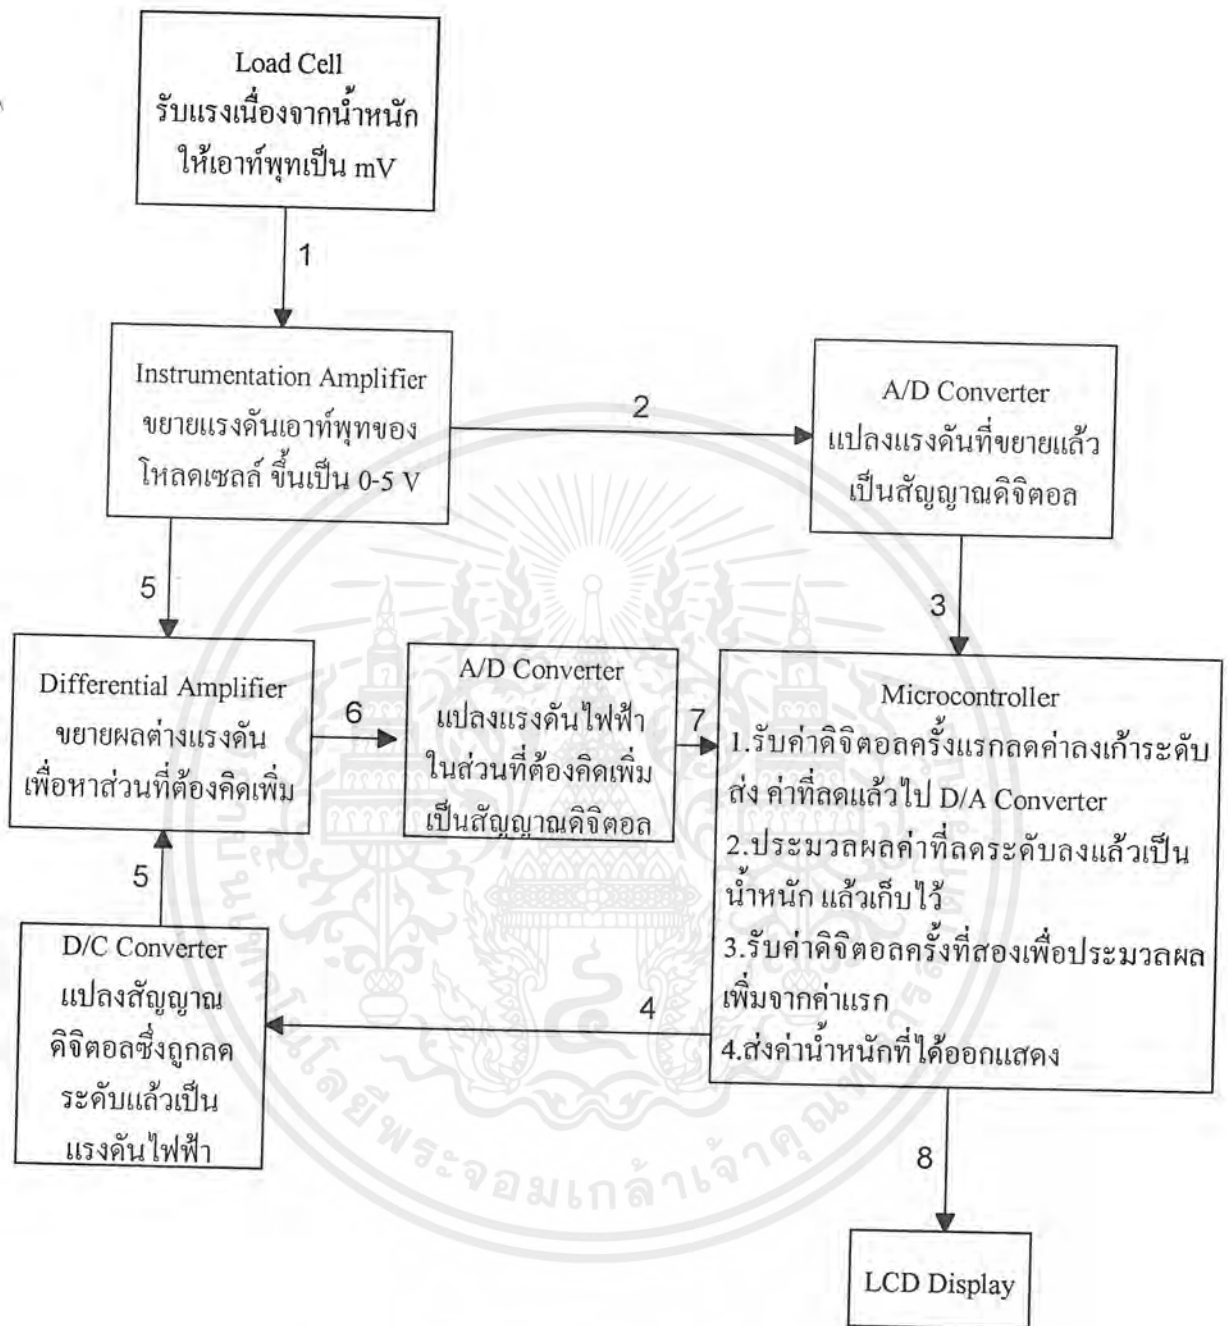 Load Cell
รับแรงเนื่องจากน้ำหนัก
ให้เอาท์พุทเป็น mV
1
Instrumentation Amplifier
ขยายแรงดันเอาท์พุทของ
โหลดเซลล์ ขึ้นเป็น 0-5 V
2
A/D Converter
แปลงแรงดันที่ขยายแล้ว
เป็นสัญญาณดิจิตอล
5
3
Differential Amplifier
ขยายผลต่างแรงดัน
เพื่อหาส่วนที่ต้องคิดเพิ่ม
6
A/D Converter
แปลงแรงดันไฟฟ้า
ในส่วนที่ต้องคิดเพิ่ม
เป็นสัญญาณดิจิตอล
7
Microcontroller
1.รับค่าดิจิตอลครั้งแรกลดค่าลงเก้าระดับ
ส่ง ค่าที่ลดแล้วไป D/A Converter
2.ประมวลผลค่าที่ลดระดับลงแล้วเป็น
น้ำหนัก แล้วเก็บไว้
3.รับค่าดิจิตอลครั้งที่สองเพื่อประมวลผล
เพิ่มจากค่าแรก
4.ส่งค่าน้ำหนักที่ได้ออกแสดง
5
4
D/C Converter
แปลงสัญญาณ
ดิจิตอลซึ่งถูกลด
ระดับแล้วเป็น
แรงดันไฟฟ้า
8
LCD Display
พระจอมเกล้าเจ้าคุณ